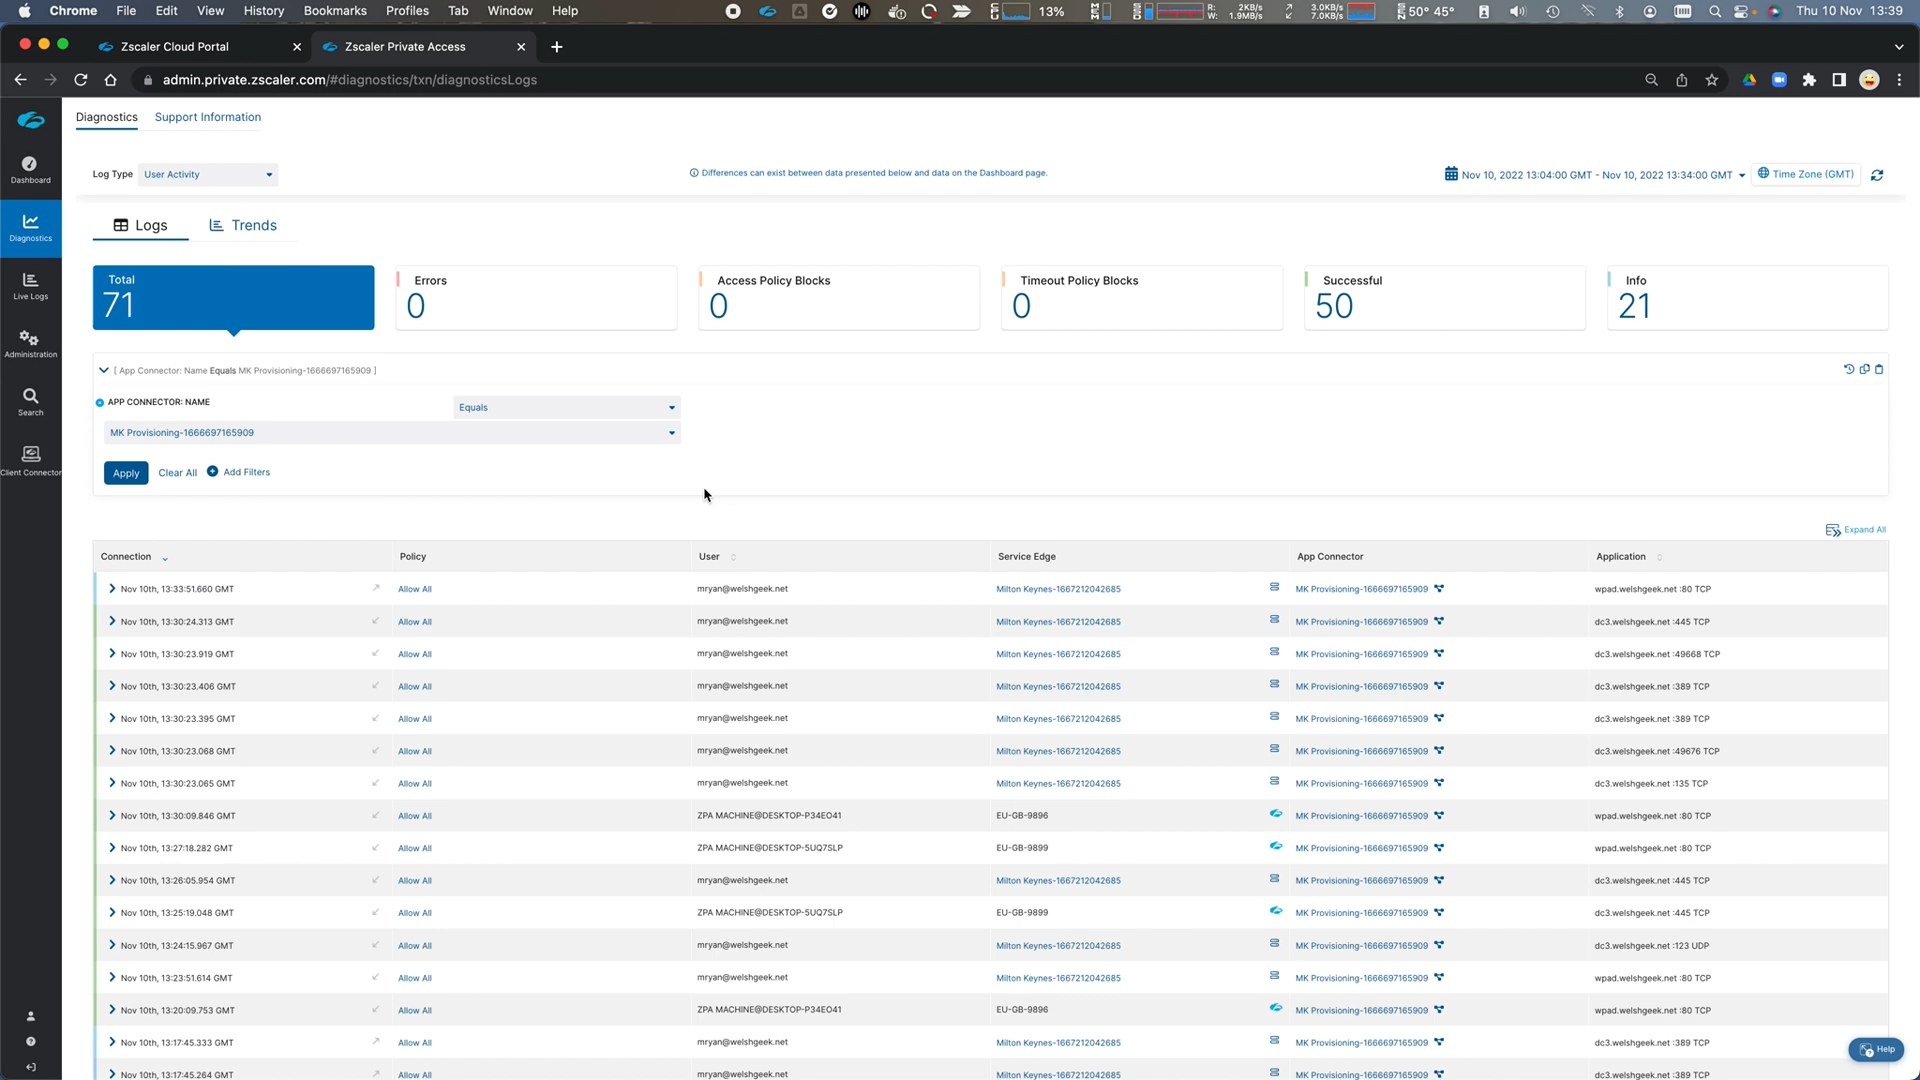 Chrome File Edit View History Bookmarks Profiles Tab Window Help 13% R: 2KB/s W: 1.9MB/s 3.0KB/s 7.0KB/s 50° 45° Thu 10 Nov 13:39
Zscaler Cloud Portal Zscaler Private Access
admin.private.zscaler.com/#diagnostics/txn/diagnosticsLogs
Diagnostics Support Information
Dashboard
Diagnostics
Live Logs
Administration
Search
Client Connector
Log Type User Activity Differences can exist between data presented below and data on the Dashboard page. Nov 10, 2022 13:04:00 GMT - Nov 10, 2022 13:34:00 GMT Time Zone (GMT)
Logs Trends
Total Errors Access Policy Blocks Timeout Policy Blocks Successful Info
71 0 0 0 50 21
[ App Connector: Name Equals MK Provisioning-1666697165909 ]
APP CONNECTOR: NAME Equals
MK Provisioning-1666697165909
Apply Clear All Add Filters
Expand All
Connection Policy User Service Edge App Connector Application
Nov 10th, 13:33:51.660 GMT Allow All mryan@welshgeek.net Milton Keynes-1667212042685 MK Provisioning-1666697165909 wpad.welshgeek.net :80 TCP
Nov 10th, 13:30:24.313 GMT Allow All mryan@welshgeek.net Milton Keynes-1667212042685 MK Provisioning-1666697165909 dc3.welshgeek.net :445 TCP
Nov 10th, 13:30:23.919 GMT Allow All mryan@welshgeek.net Milton Keynes-1667212042685 MK Provisioning-1666697165909 dc3.welshgeek.net :49668 TCP
Nov 10th, 13:30:23.406 GMT Allow All mryan@welshgeek.net Milton Keynes-1667212042685 MK Provisioning-1666697165909 dc3.welshgeek.net :389 TCP
Nov 10th, 13:30:23.395 GMT Allow All mryan@welshgeek.net Milton Keynes-1667212042685 MK Provisioning-1666697165909 dc3.welshgeek.net :389 TCP
Nov 10th, 13:30:23.068 GMT Allow All mryan@welshgeek.net Milton Keynes-1667212042685 MK Provisioning-1666697165909 dc3.welshgeek.net :49676 TCP
Nov 10th, 13:30:23.065 GMT Allow All mryan@welshgeek.net Milton Keynes-1667212042685 MK Provisioning-1666697165909 dc3.welshgeek.net :135 TCP
Nov 10th, 13:30:09.846 GMT Allow All ZPA MACHINE@DESKTOP-P34EO41 EU-GB-9896 MK Provisioning-1666697165909 wpad.welshgeek.net :80 TCP
Nov 10th, 13:27:18.282 GMT Allow All ZPA MACHINE@DESKTOP-5UQ7SLP EU-GB-9899 MK Provisioning-1666697165909 wpad.welshgeek.net :80 TCP
Nov 10th, 13:26:05.954 GMT Allow All mryan@welshgeek.net Milton Keynes-1667212042685 MK Provisioning-1666697165909 dc3.welshgeek.net :445 TCP
Nov 10th, 13:25:19.048 GMT Allow All ZPA MACHINE@DESKTOP-5UQ7SLP EU-GB-9899 MK Provisioning-1666697165909 dc3.welshgeek.net :445 TCP
Nov 10th, 13:24:15.967 GMT Allow All mryan@welshgeek.net Milton Keynes-1667212042685 MK Provisioning-1666697165909 dc3.welshgeek.net :123 UDP
Nov 10th, 13:23:51.614 GMT Allow All mryan@welshgeek.net Milton Keynes-1667212042685 MK Provisioning-1666697165909 wpad.welshgeek.net :80 TCP
Nov 10th, 13:20:09.753 GMT Allow All ZPA MACHINE@DESKTOP-P34EO41 EU-GB-9896 MK Provisioning-1666697165909 wpad.welshgeek.net :80 TCP
Nov 10th, 13:17:45.333 GMT Allow All mryan@welshgeek.net Milton Keynes-1667212042685 MK Provisioning-1666697165909 dc3.welshgeek.net :389 TCP
Nov 10th, 13:17:45.264 GMT Allow All mryan@welshgeek.net Milton Keynes-1667212042685 MK Provisioning-1666697165909 dc3.welshgeek.net :389 TCP
Help